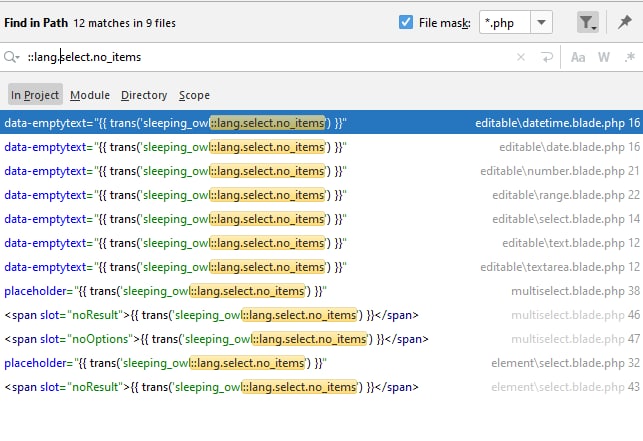 Find in Path 12 matches in 9 files File mask: *.php
::lang.select.no_items Aa W .*
In Project Module Directory Scope
data-emptytext="{{ trans('sleeping_owl::lang.select.no_items') }}" editable\datetime.blade.php 16
data-emptytext="{{ trans('sleeping_owl::lang.select.no_items') }}" editable\date.blade.php 16
data-emptytext="{{ trans('sleeping_owl::lang.select.no_items') }}" editable\number.blade.php 21
data-emptytext="{{ trans('sleeping_owl::lang.select.no_items') }}" editable\range.blade.php 22
data-emptytext="{{ trans('sleeping_owl::lang.select.no_items') }}" editable\select.blade.php 14
data-emptytext="{{ trans('sleeping_owl::lang.select.no_items') }}" editable\text.blade.php 12
data-emptytext="{{ trans('sleeping_owl::lang.select.no_items') }}" editable\textarea.blade.php 12
placeholder="{{ trans('sleeping_owl::lang.select.no_items') }}" multiselect.blade.php 38
<span slot="noResult">{{ trans('sleeping_owl::lang.select.no_items') }}</span> multiselect.blade.php 46
<span slot="noOptions">{{ trans('sleeping_owl::lang.select.no_items') }}</span> multiselect.blade.php 47
placeholder="{{ trans('sleeping_owl::lang.select.no_items') }}" element\select.blade.php 32
<span slot="noResult">{{ trans('sleeping_owl::lang.select.no_items') }}</span> element\select.blade.php 43